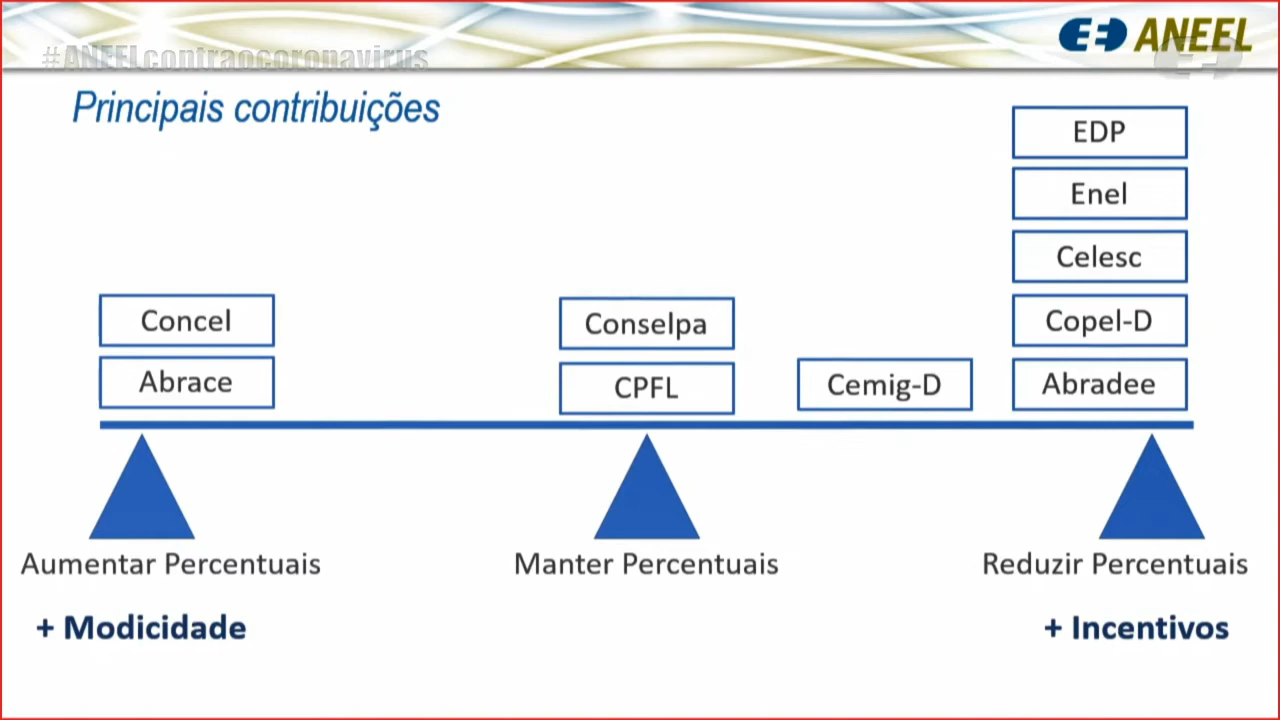 #ANEELcontraocoronavirus
ANEEL
Principais contribuições
EDP
Enel
Celesc
Concel
Conselpa
Copel-D
Abrace
CPFL
Cemig-D
Abradee
Aumentar Percentuais
Manter Percentuais
Reduzir Percentuais
+ Modicidade
+ Incentivos